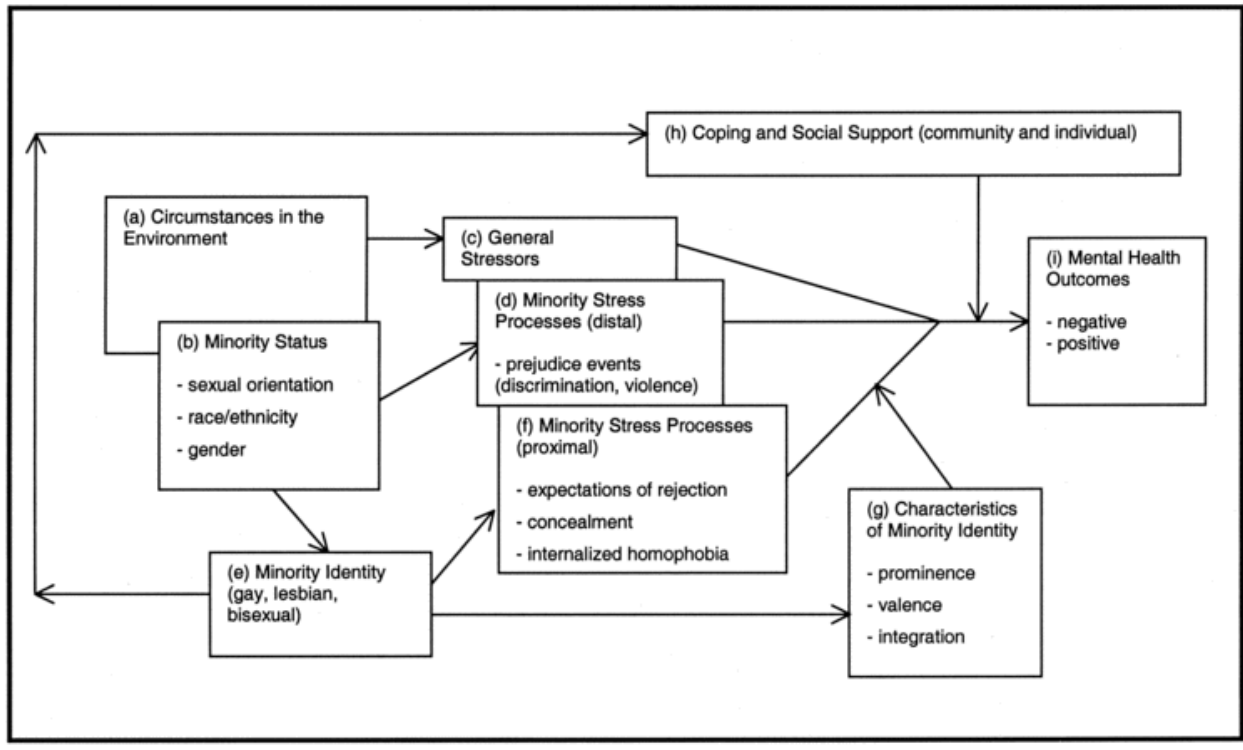 (h) Coping and Social Support (community and individual)
(a) Circumstances in the
Environment
(c) General
Stressors
(i) Mental Health
Outcomes
- negative
- positive
(d) Minority Stress
Processes (distal)
- prejudice events
(discrimination, violence)
(b) Minority Status
- sexual orientation
- race/ethnicity
- gender
(f) Minority Stress Processes
(proximal)
- expectations of rejection
- concealment
- internalized homophobia
(g) Characteristics
of Minority Identity
- prominence
- valence
- integration
(e) Minority Identity
(gay, lesbian,
bisexual)